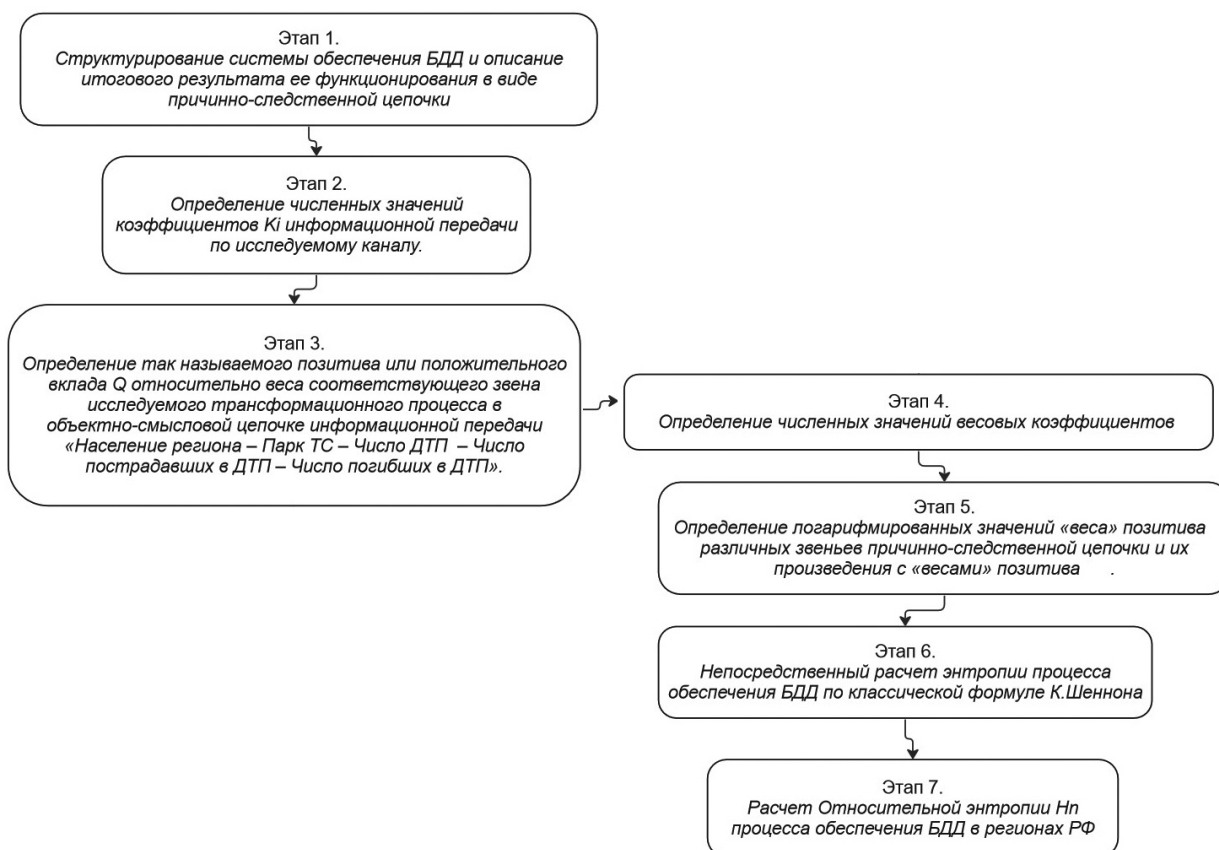 Этап 1.
Структурирование системы обеспечения БДД и описание
итогового результата ее функционирования в виде
причинно-следственной цепочки
Этап 2.
Определение численных значений
коэффициентов Ki информационной передачи
по исследуемому каналу.
Этап 3.
Определение так называемого позитива или положительного
вклада Q относительно веса соответствующего звена
исследуемого трансформационного процесса в
объектно-смысловой цепочке информационной передачи
«Население региона – Парк ТС – Число ДТП – Число
пострадавших в ДТП – Число погибших в ДТП».
Этап 4.
Определение численных значений весовых коэффициентов
Этап 5.
Определение логарифмированных значений «веса» позитива
различных звеньев причинно-следственной цепочки и их
произведения с «весами» позитива .
Этап 6.
Непосредственный расчет энтропии процесса
обеспечения БДД по классической формуле К.Шеннона
Этап 7.
Расчет Относительной энтропии Hn
процесса обеспечения БДД в регионах РФ